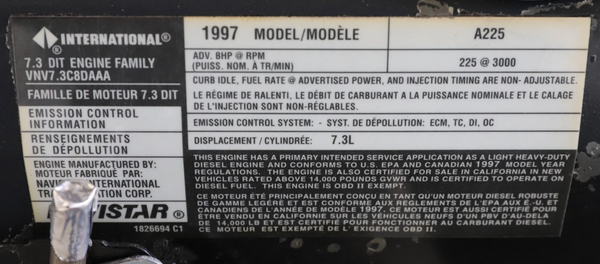 INTERNATIONAL®
7.3 DIT ENGINE FAMILY
VNV7.3C8DAAA
FAMILLE DE MOTEUR 7.3 DIT
EMISSION CONTROL
INFORMATION
RENSEIGNEMENTS
DE DÉPOLLUTION
ENGINE MANUFACTURED BY:
MOTEUR FABRIQUÉ PAR:
INTERNATIONAL
CORP.
ISTAR®
1826694 C1
1997 MODEL/MODÈLE
A225
ADV. BHP @ RPM
(PUISS. NOM. À TR/MIN)
225 @ 3000
CURB IDLE, FUEL RATE @ ADVERTISED POWER, AND INJECTION TIMING ARE NON-ADJUSTABLE.
LE RÉGIME DE RALENTI, LE DÉBIT DE CARBURANT A LA PUISSANCE NOMINALE ET LE CALAGE
DE L'INJECTION SONT NON-RÉGLABLES.
EMISSION CONTROL SYSTEM: - SYST. DE DÉPOLLUTION: ECM, TC, DI, OC
DISPLACEMENT / CYLINDRÉE: 7.3L
THIS ENGINE HAS A PRIMARY INTENDED SERVICE APPLICATION AS A LIGHT HEAVY-DUTY
DIESEL ENGINE AND CONFORMS TO U.S. EPA AND CANADIAN 1997 MODEL YEAR
REGULATIONS. THE ENGINE IS ALSO CERTIFIED FOR SALE IN CALIFORNIA IN NEW
VEHICLES RATED ABOVE 14,000 POUNDS GVWR AND IS CERTIFIED TO OPERATE ON
DIESEL FUEL. THIS ENGINE IS OBD II EXEMPT.
CE MOTEUR ÉTÉ PRINCIPALEMENT CONÇU EN TANT QUE MOTEUR DIESEL ROBUSTE
DE GAMME LÉGÉRE ET EST CONFORME AUX RÈGLEMENTS DE L'EPA AUX É.-U. ET
CANADIENS DE L'ANNÉE MODÈLE 1997. CE MOTEUR EST AUSSI CERTIFIÉ POUR
ÊTRE VENDU EN CALIFORNIE SUR LES VÉHICULES NEUFS D'UN PBV D'AU-DELA
DE 14,000 LB ET EST CERTIFIÉ POUR FONCTIONNER AU CARBURANT DIESEL. CE
MOTEUR EST EXEMPT DE L' EXIGENCE OBD II.